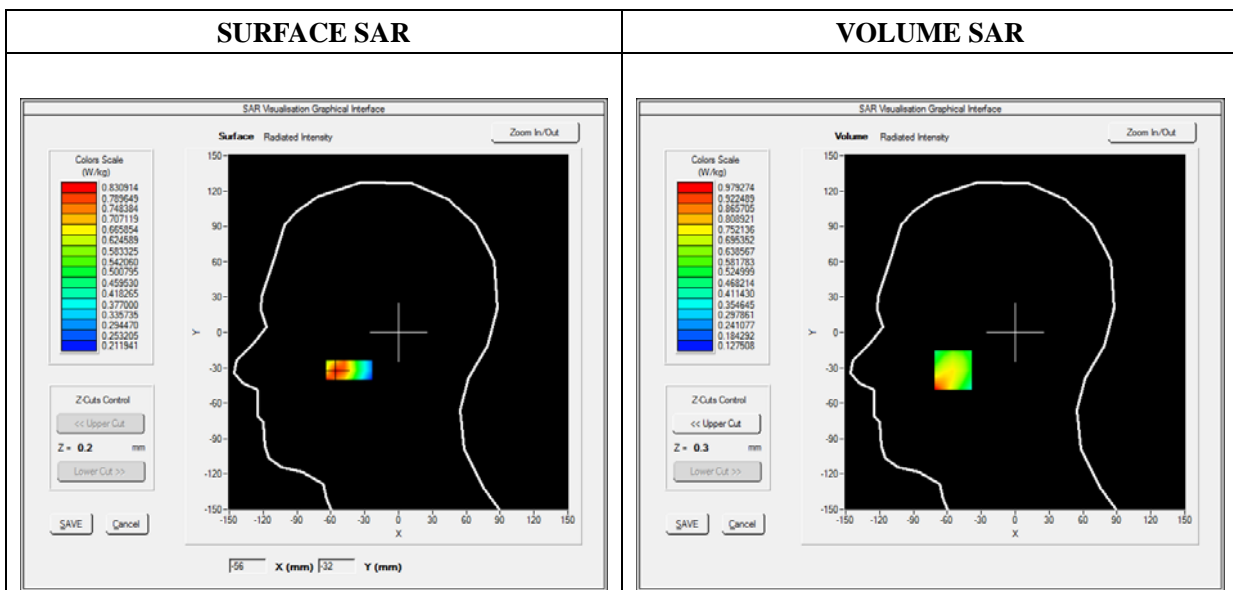 SURFACE SAR
VOLUME SAR
SAR Visualisation Graphical Interface
Surface Radiated Intensity
Zoom In/Out
Colors Scale
(W/kg)
0.830914
0.789649
0.748384
0.707119
0.665854
0.624589
0.583325
0.542060
0.500795
0.459530
0.418265
0.377000
0.335735
0.294470
0.253205
0.211941
Z-Cuts Control
<< Upper Cut
Z = 0.2 mm
Lower Cut >>
SAVE Cancel
150
120
90
60
30
0
-30
-60
-90
-120
-150
Y
-150 -120 -90 -60 -30 0 30 60 90 120 150
X
-56 X (mm) -32 Y (mm)
SAR Visualisation Graphical Interface
Volume Radiated Intensity
Zoom In/Out
Colors Scale
(W/kg)
0.979274
0.922489
0.865705
0.808921
0.752136
0.695352
0.638567
0.581783
0.524999
0.468214
0.411430
0.354645
0.297861
0.241077
0.184292
0.127508
Z-Cuts Control
<< Upper Cut
Z = 0.3 mm
Lower Cut >>
SAVE Cancel
150
120
90
60
30
0
-30
-60
-90
-120
-150
Y
-150 -120 -90 -60 -30 0 30 60 90 120 150
X